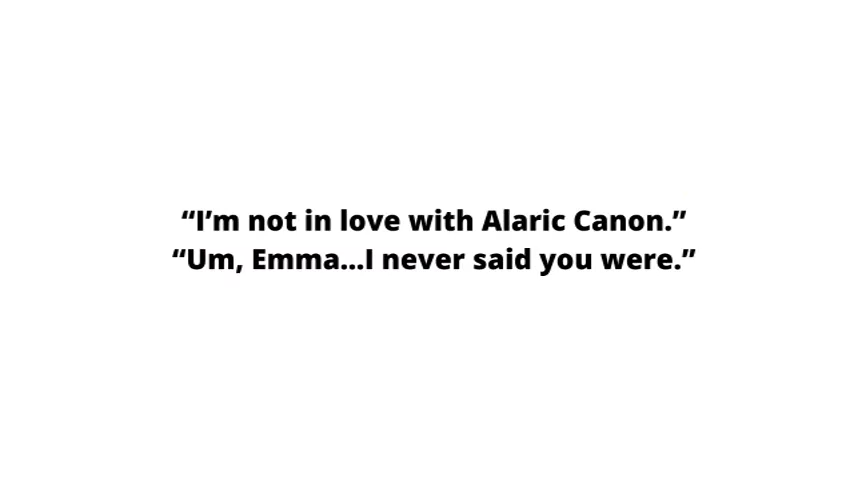 “I’m not in love with Alaric Canon.”
“Um, Emma...I never said you were.”